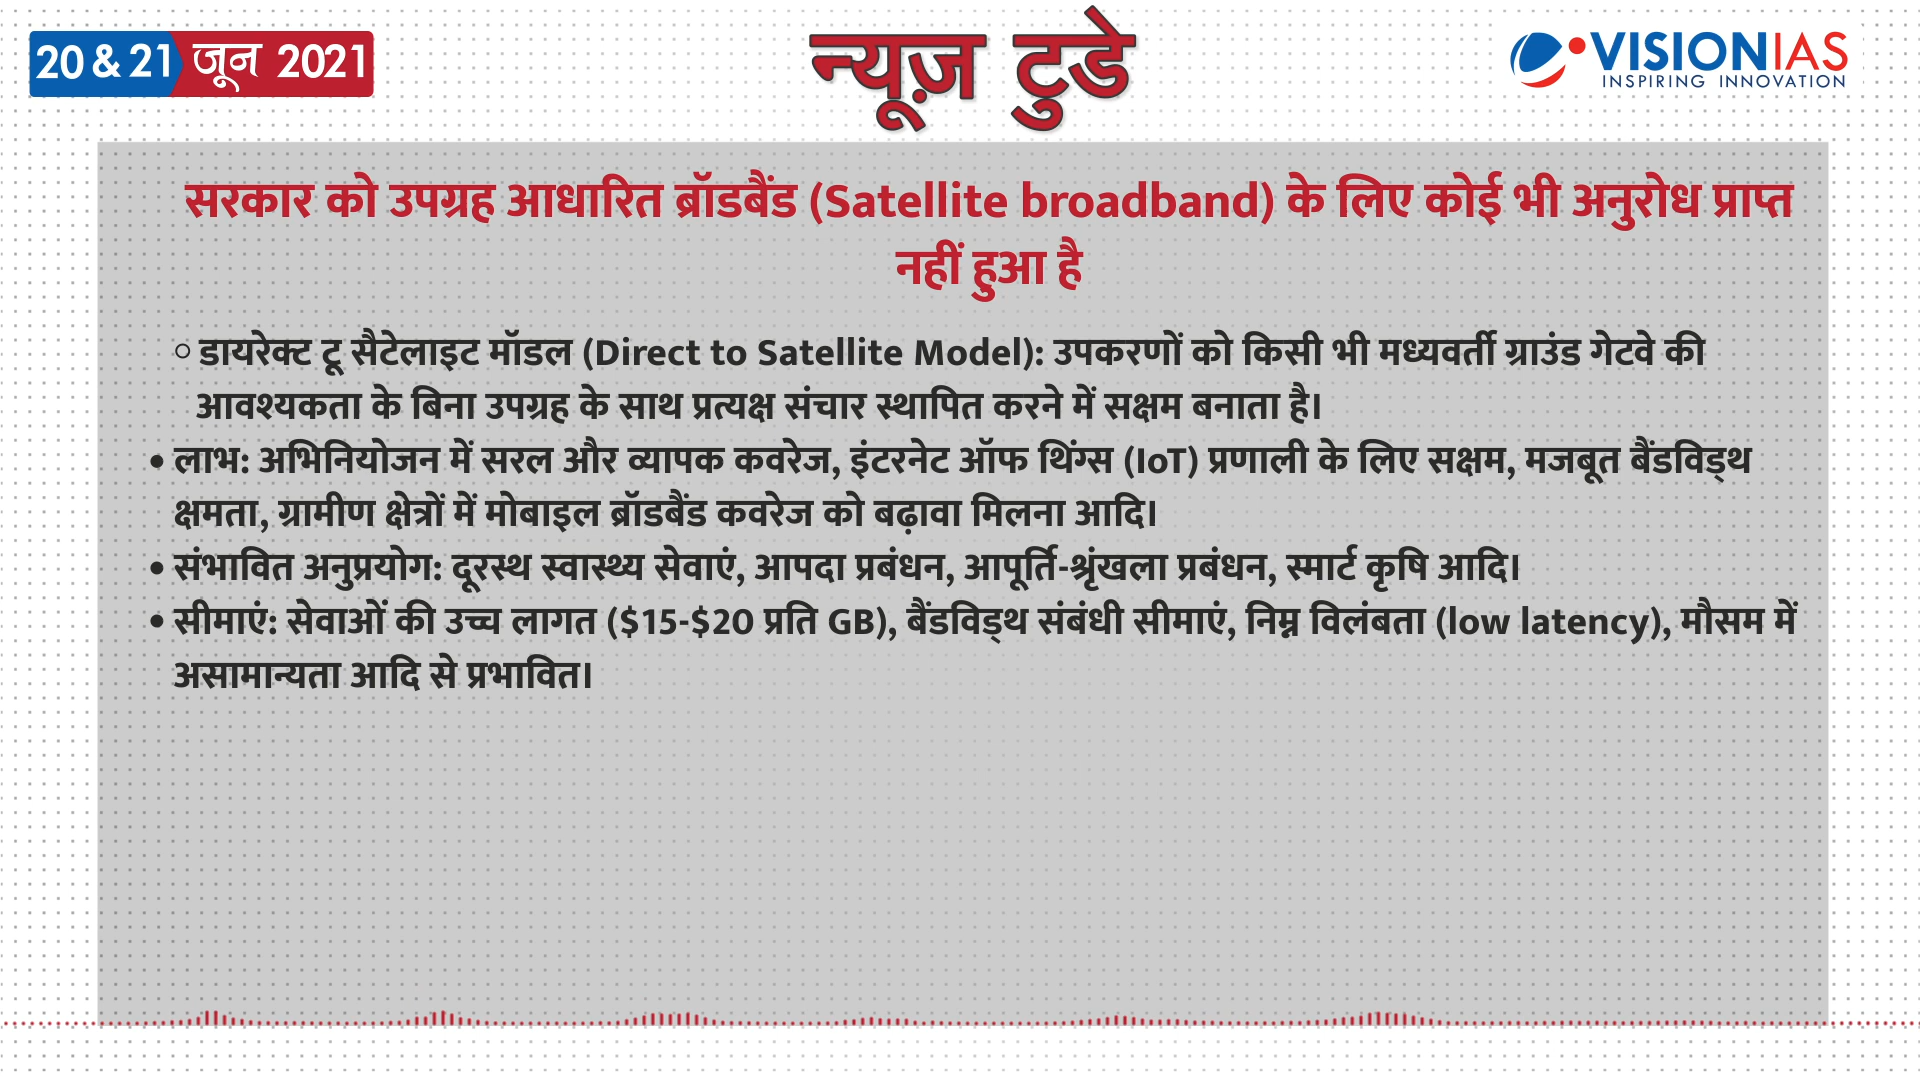 20 & 21 जून 2021
न्यूज़ टुडे
VISIONIAS
INSPIRING INNOVATION
सरकार को उपग्रह आधारित ब्रॉडबैंड (Satellite broadband) के लिए कोई भी अनुरोध प्राप्त
नहीं हुआ है
○ डायरेक्ट टू सैटेलाइट मॉडल (Direct to Satellite Model): उपकरणों को किसी भी मध्यवर्ती ग्राउंड गेटवे की
आवश्यकता के बिना उपग्रह के साथ प्रत्यक्ष संचार स्थापित करने में सक्षम बनाता है।
• लाभ: अभिनियोजन में सरल और व्यापक कवरेज, इंटरनेट ऑफ थिंग्स (IoT) प्रणाली के लिए सक्षम, मजबूत बैंडविड्थ
क्षमता, ग्रामीण क्षेत्रों में मोबाइल ब्रॉडबैंड कवरेज को बढ़ावा मिलना आदि।
• संभावित अनुप्रयोग: दूरस्थ स्वास्थ्य सेवाएं, आपदा प्रबंधन, आपूर्ति-श्रृंखला प्रबंधन, स्मार्ट कृषि आदि।
• सीमाएं: सेवाओं की उच्च लागत ($15-$20 प्रति GB), बैंडविड्थ संबंधी सीमाएं, निम्न विलंबता (low latency), मौसम में
असामान्यता आदि से प्रभावित।